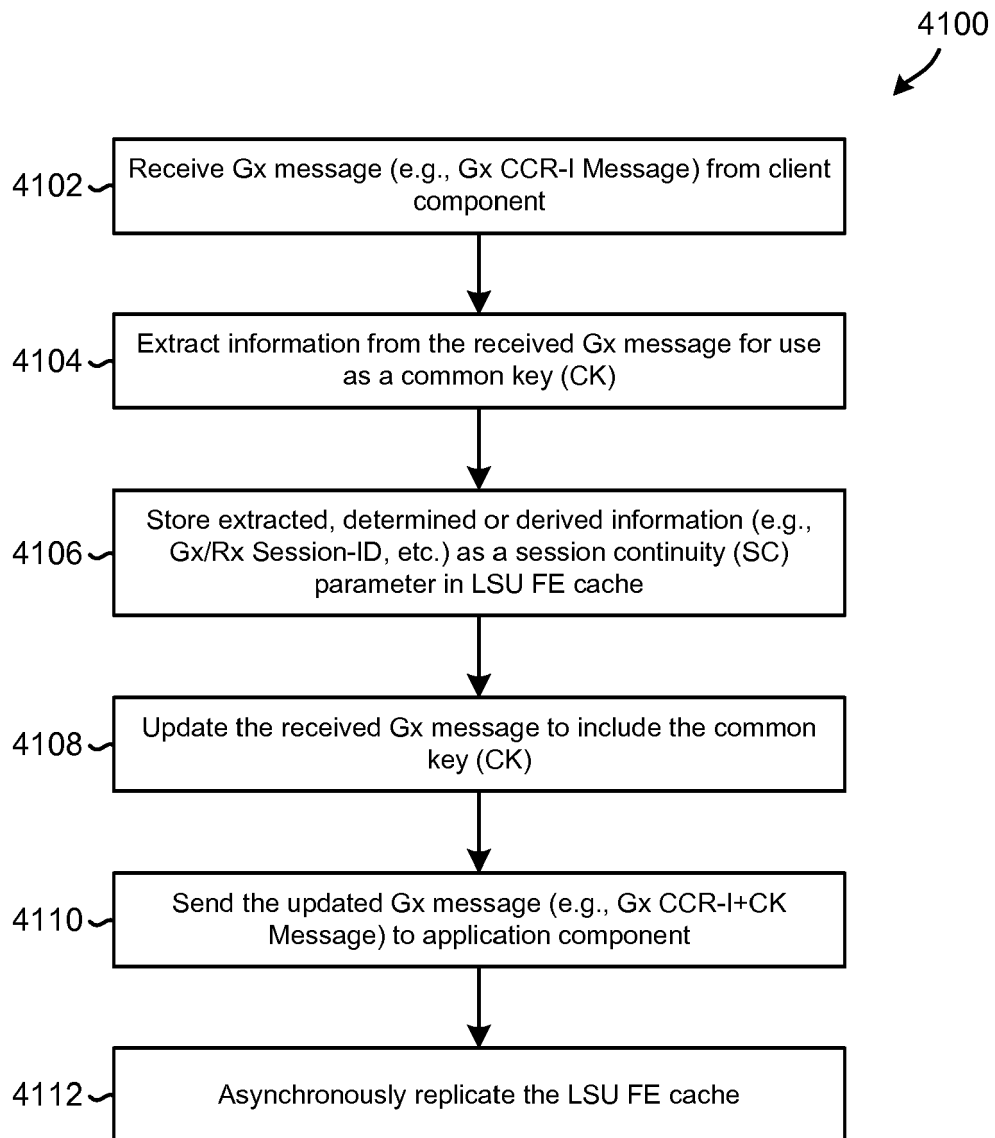 4100
4102
Receive Gx message (e.g., Gx CCR-I Message) from client
component
4104
Extract information from the received Gx message for use
as a common key (CK)
4106
Store extracted, determined or derived information (e.g.,
Gx/Rx Session-ID, etc.) as a session continuity (SC)
parameter in LSU FE cache
4108
Update the received Gx message to include the common
key (CK)
4110
Send the updated Gx message (e.g., Gx CCR-I+CK
Message) to application component
4112
Asynchronously replicate the LSU FE cache